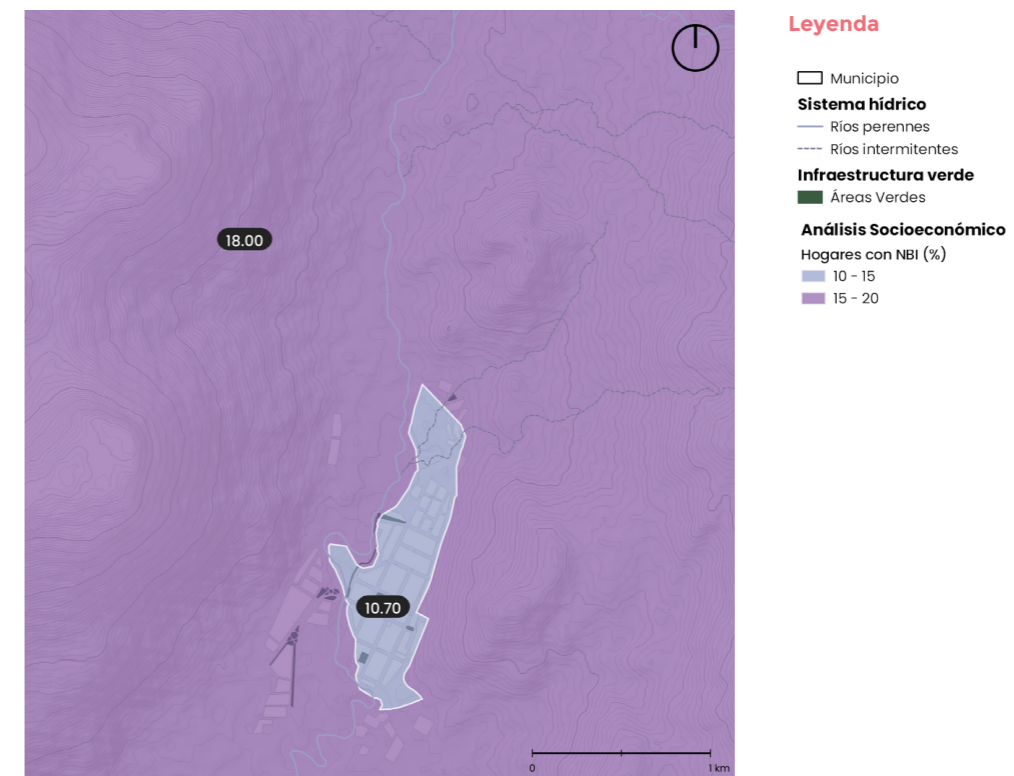 Leyenda
Municipio
Sistema hídrico
Ríos perennes
Ríos intermitentes
Infraestructura verde
Áreas Verdes
Análisis Socioeconómico
Hogares con NBI (%)
10 - 15
15 - 20
18.00
10.70
0 1 km